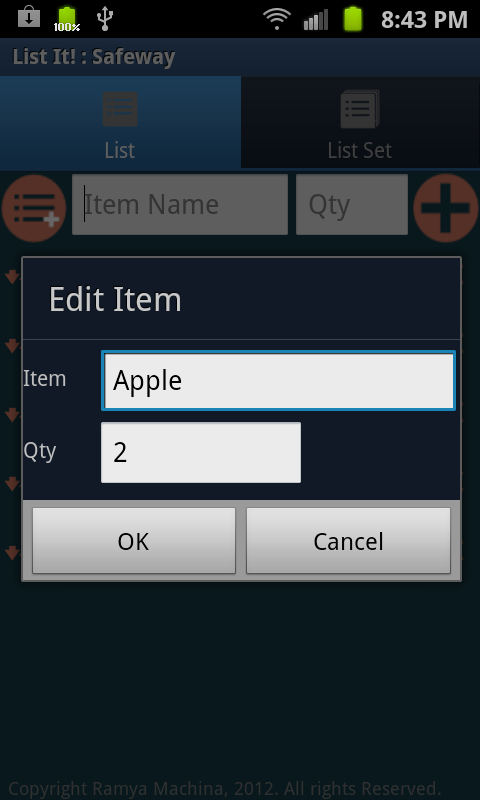 100%
8:43 PM
List It! : Safeway
List
List Set
Item Name
Qty
Edit Item
Item
Apple
Qty
2
OK
Cancel
Copyright Ramya Machina, 2012. All rights Reserved.